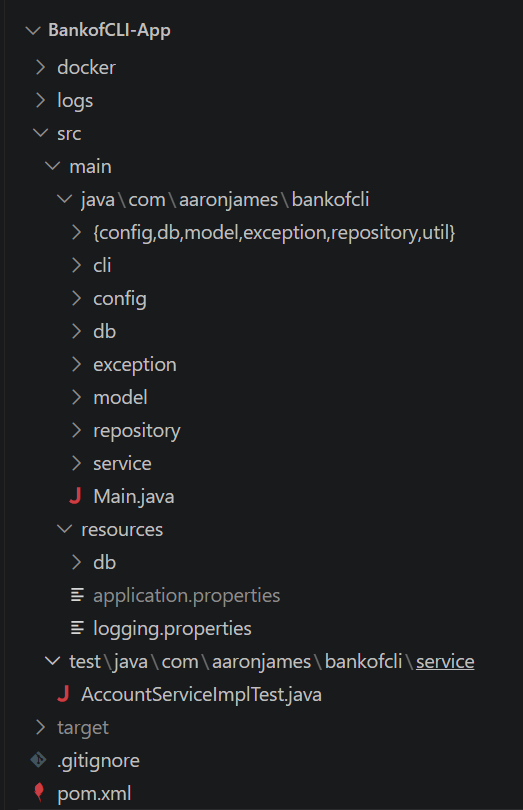 BankofCLI-App
docker
logs
src
main
java\com\aaronjames\bankofcli
{config,db,model,exception,repository,util}
cli
config
db
exception
model
repository
service
Main.java
resources
db
application.properties
logging.properties
test\java\com\aaronjames\bankofcli\service
AccountServiceImplTest.java
target
.gitignore
pom.xml